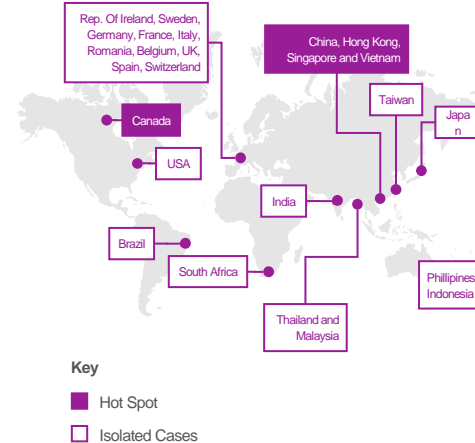 Rep. Of Ireland, Sweden,
Germany, France, Italy,
Romania, Belgium, UK,
Spain, Switzerland
China, Hong Kong,
Singapore and Vietnam
Taiwan
Japa
n
Canada
USA
India
Brazil
South Africa
Phillipines
Indonesia
Thailand and
Malaysia
Key
Hot Spot
Isolated Cases